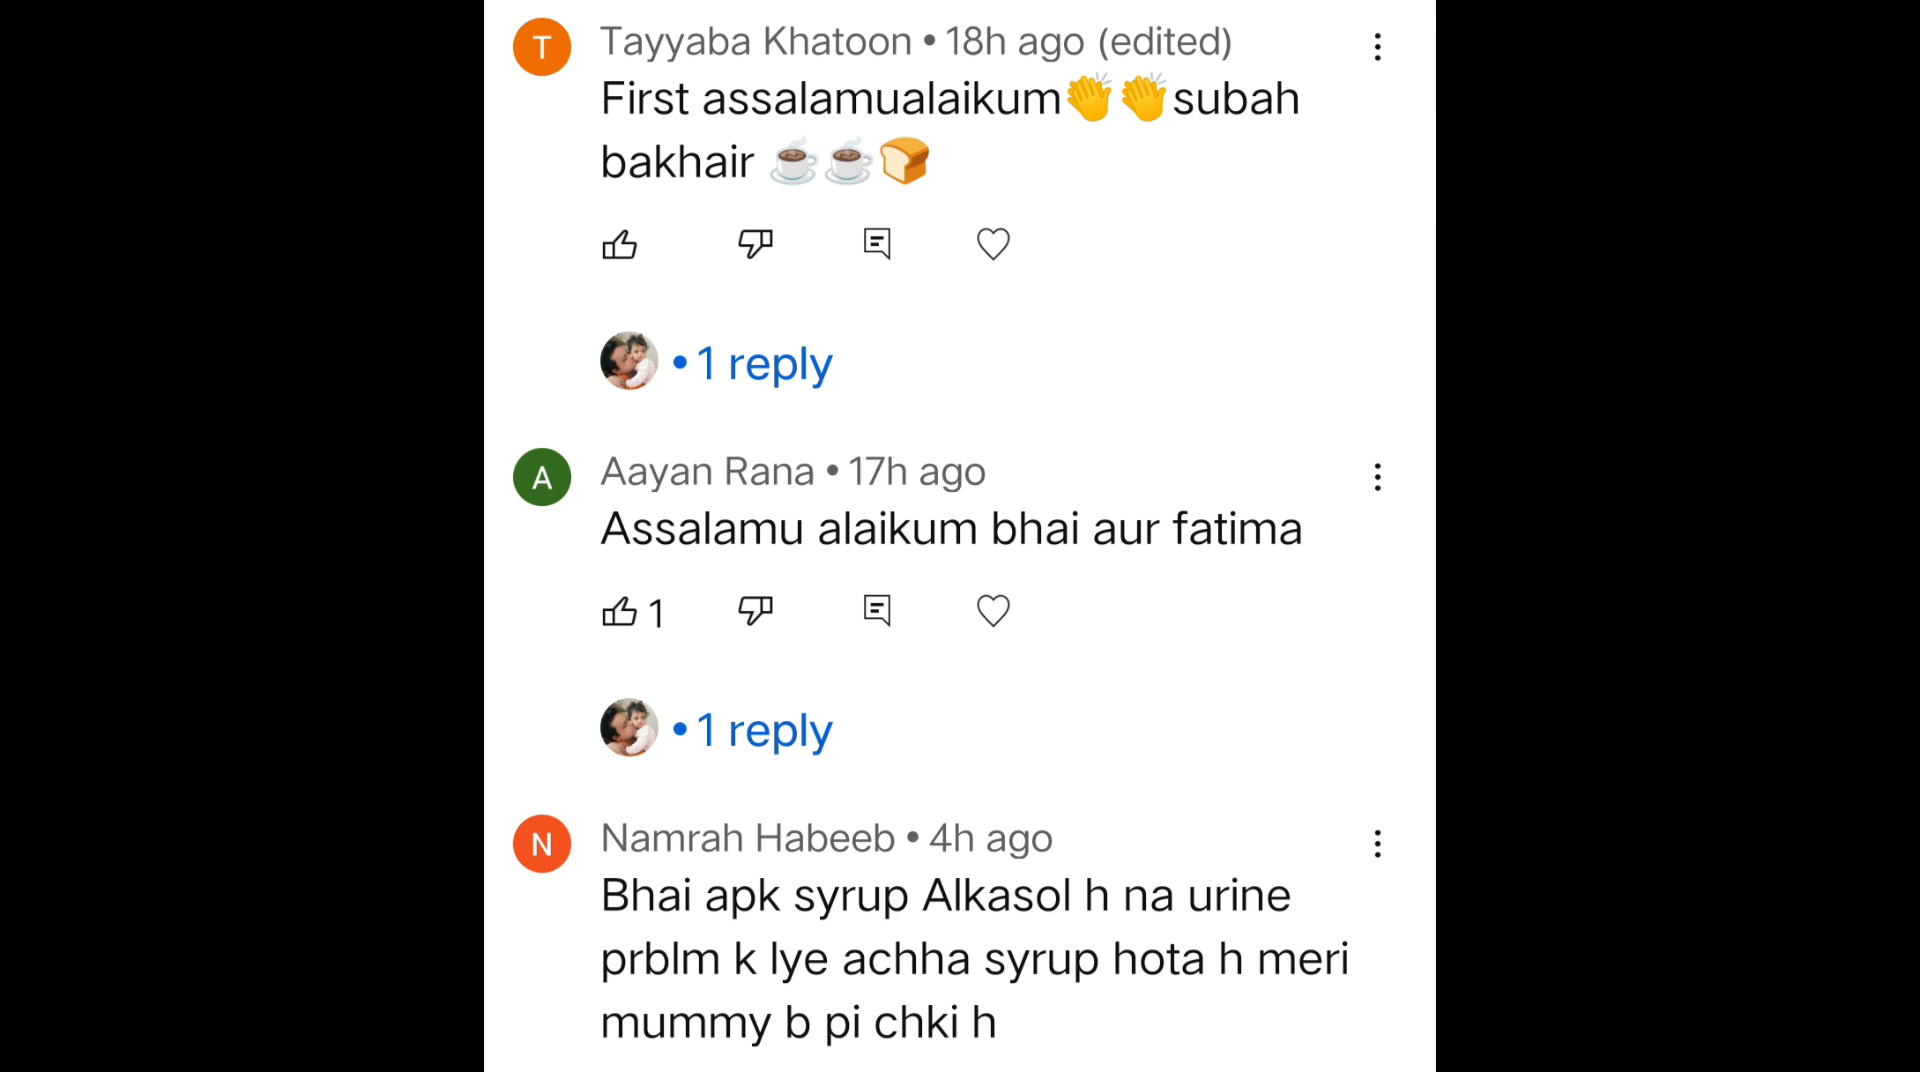 T
Tayyaba Khatoon • 18h ago (edited)
First assalamualaikum👏👏subah
bakhair ☕☕🍞
• 1 reply
A
Aayan Rana • 17h ago
Assalamu alaikum bhai aur fatima
1
• 1 reply
N
Namrah Habeeb • 4h ago
Bhai apk syrup Alkasol h na urine
prblm k lye achha syrup hota h meri
mummy b pi chki h